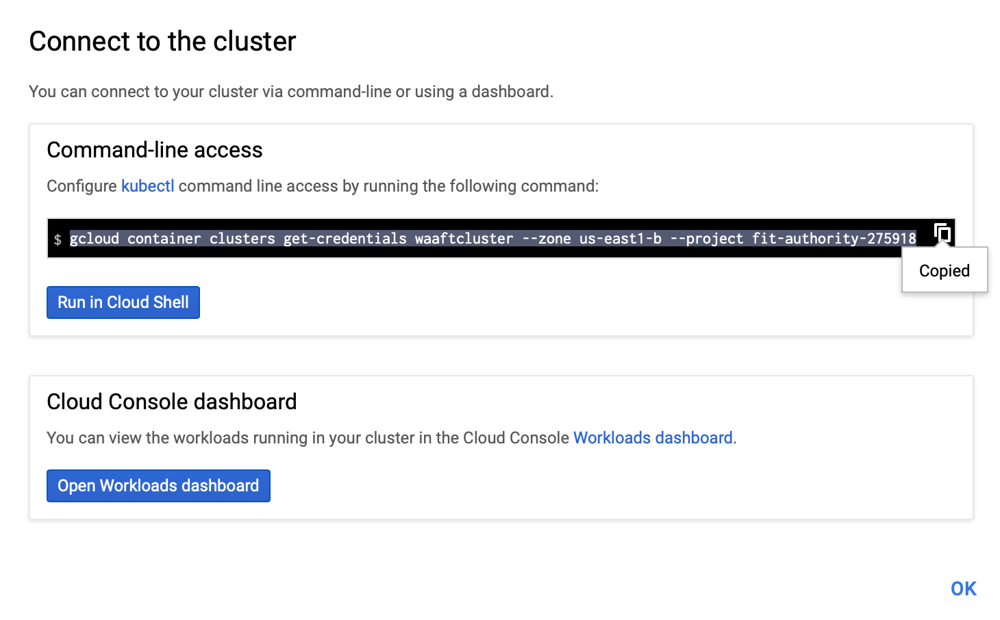 Connect to the cluster
You can connect to your cluster via command-line or using a dashboard.
Command-line access
Configure kubectl command line access by running the following command:
$ gcloud container clusters get-credentials waaftcluster --zone us-east1-b --project fit-authority-275918
Copied
Run in Cloud Shell
Cloud Console dashboard
You can view the workloads running in your cluster in the Cloud Console Workloads dashboard.
Open Workloads dashboard
OK